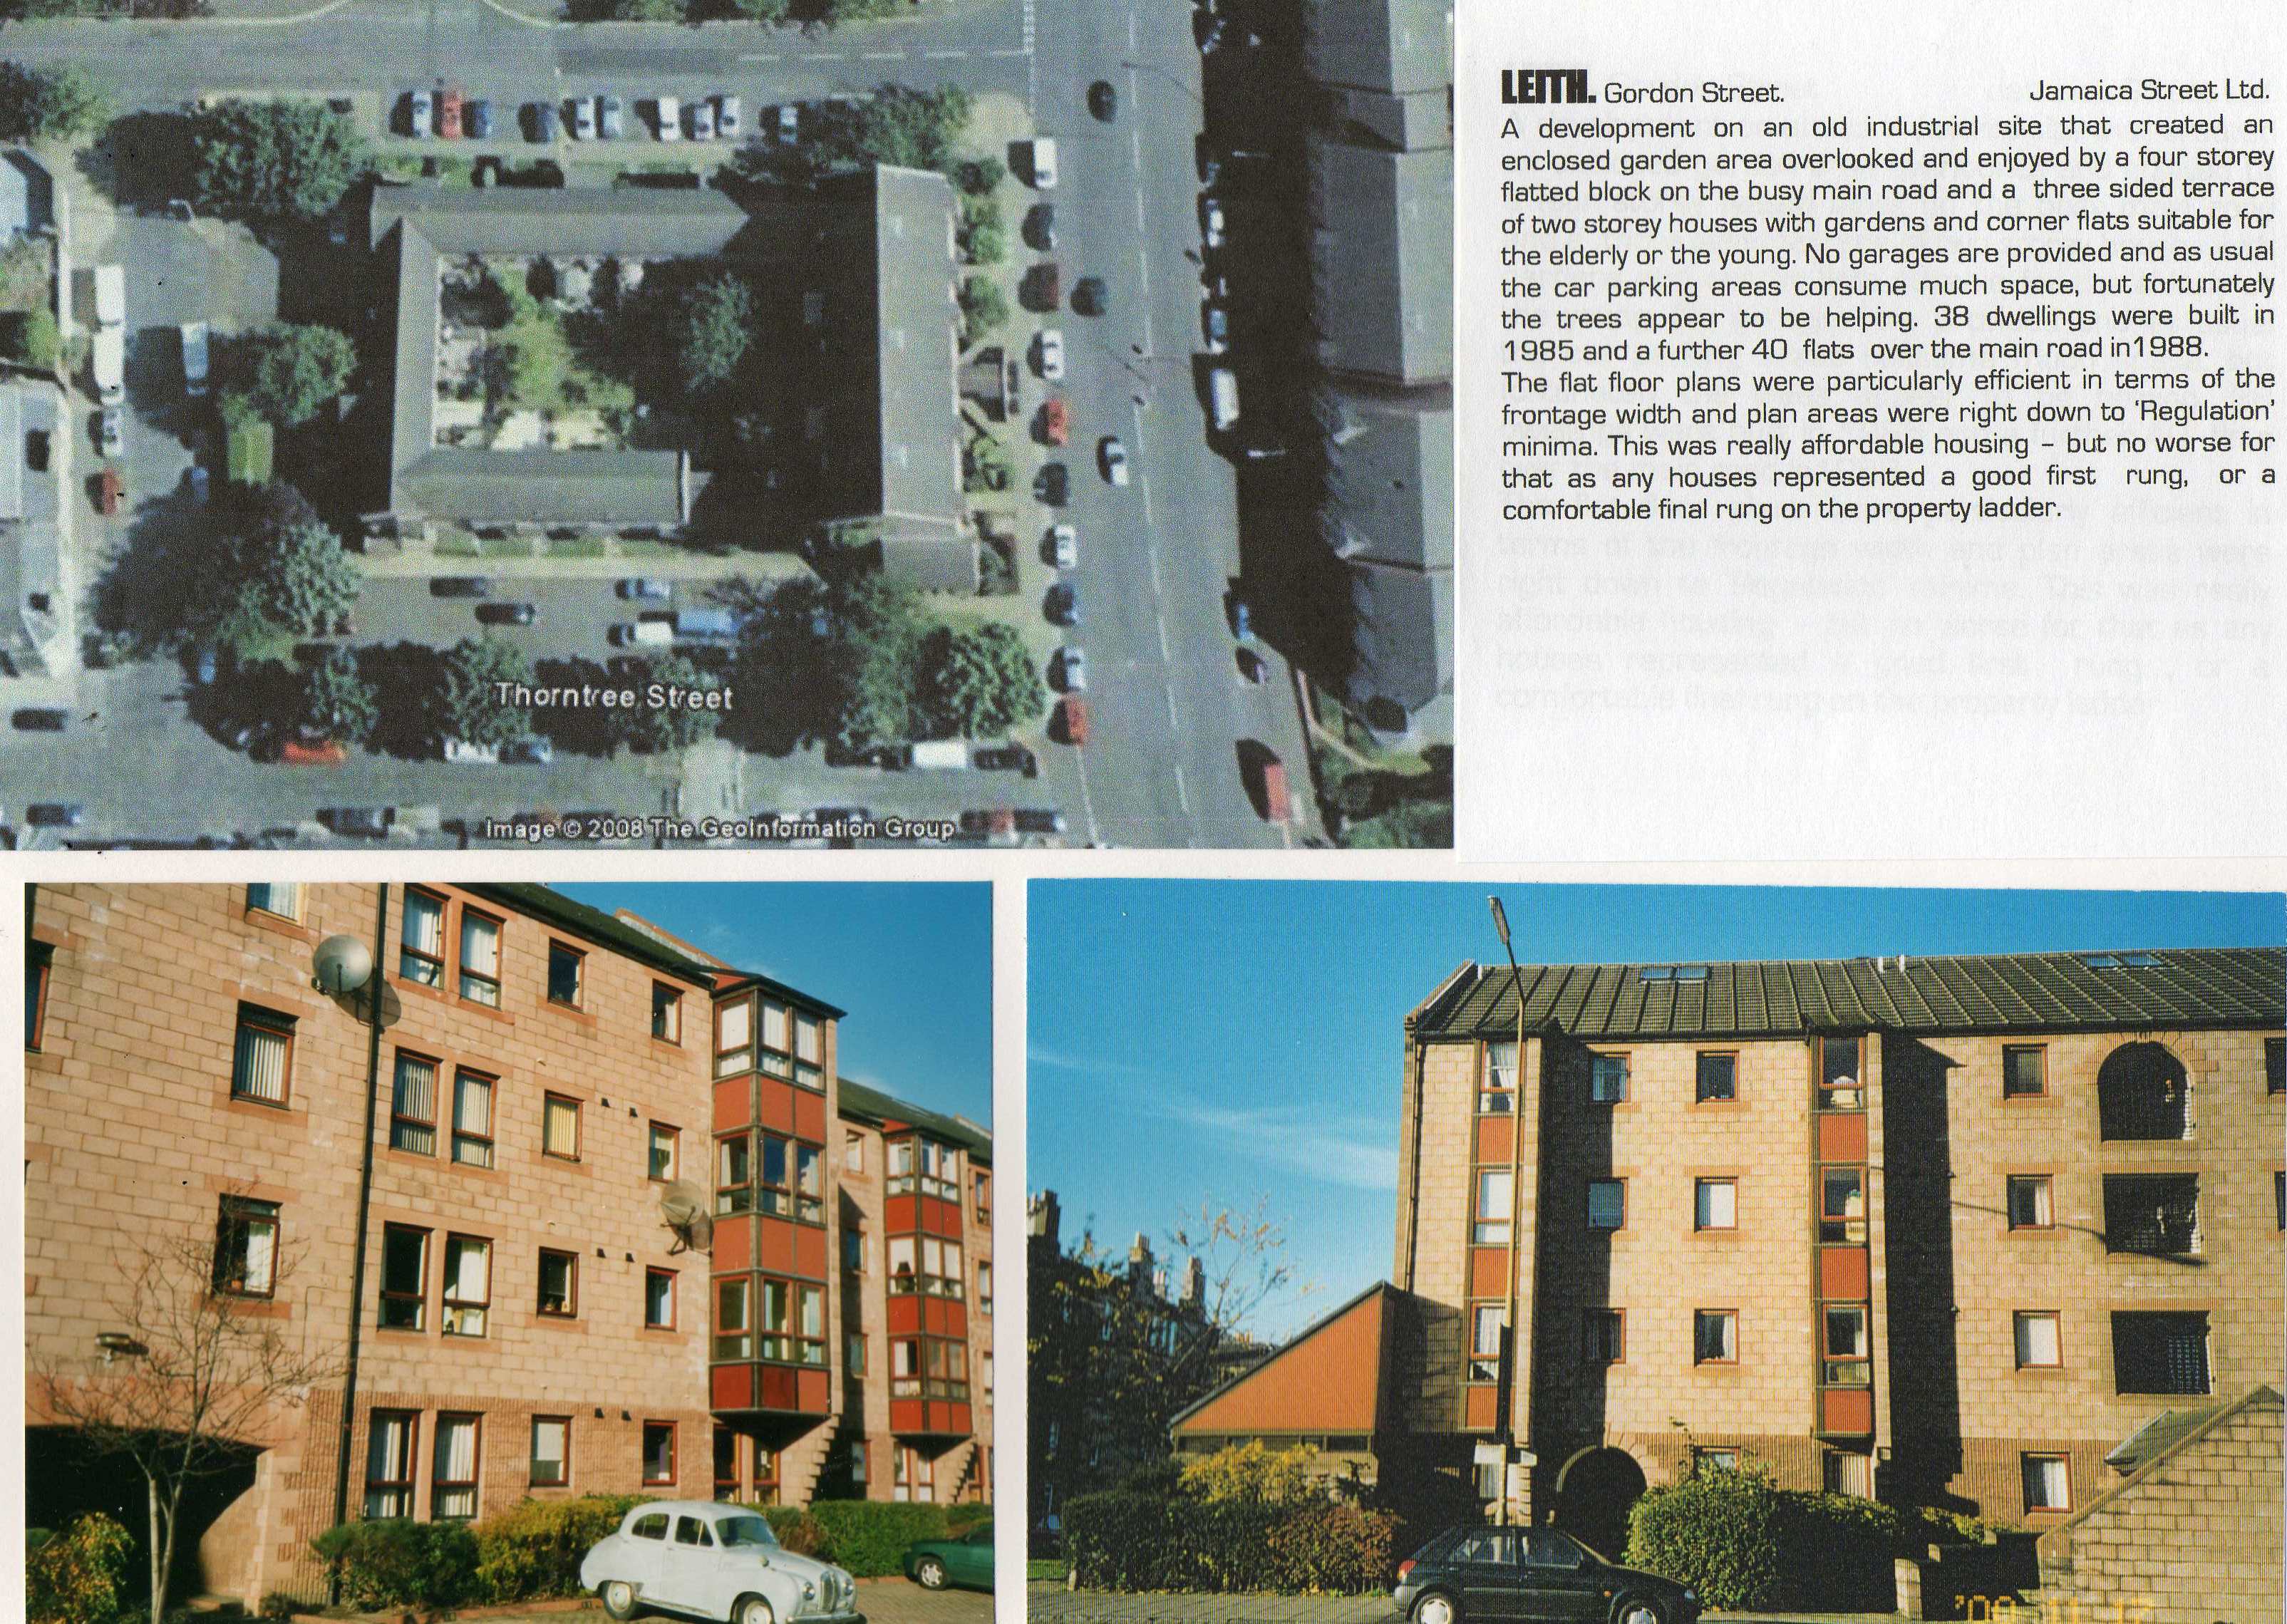 LEITH. Gordon Street. Jamaica Street Ltd.
A development on an old industrial site that created an
enclosed garden area overlooked and enjoyed by a four storey
flatted block on the busy main road and a three sided terrace
of two storey houses with gardens and corner flats suitable for
the elderly or the young. No garages are provided and as usual
the car parking areas consume much space, but fortunately
the trees appear to be helping. 38 dwellings were built in
1985 and a further 40 flats over the main road in1988.
The flat floor plans were particularly efficient in terms of the
frontage width and plan areas were right down to ‘Regulation’
minima. This was really affordable housing – but no worse for
that as any houses represented a good first rung, or a
comfortable final rung on the property ladder.
Thorntree Street
Image © 2008 The GeoInformation Group